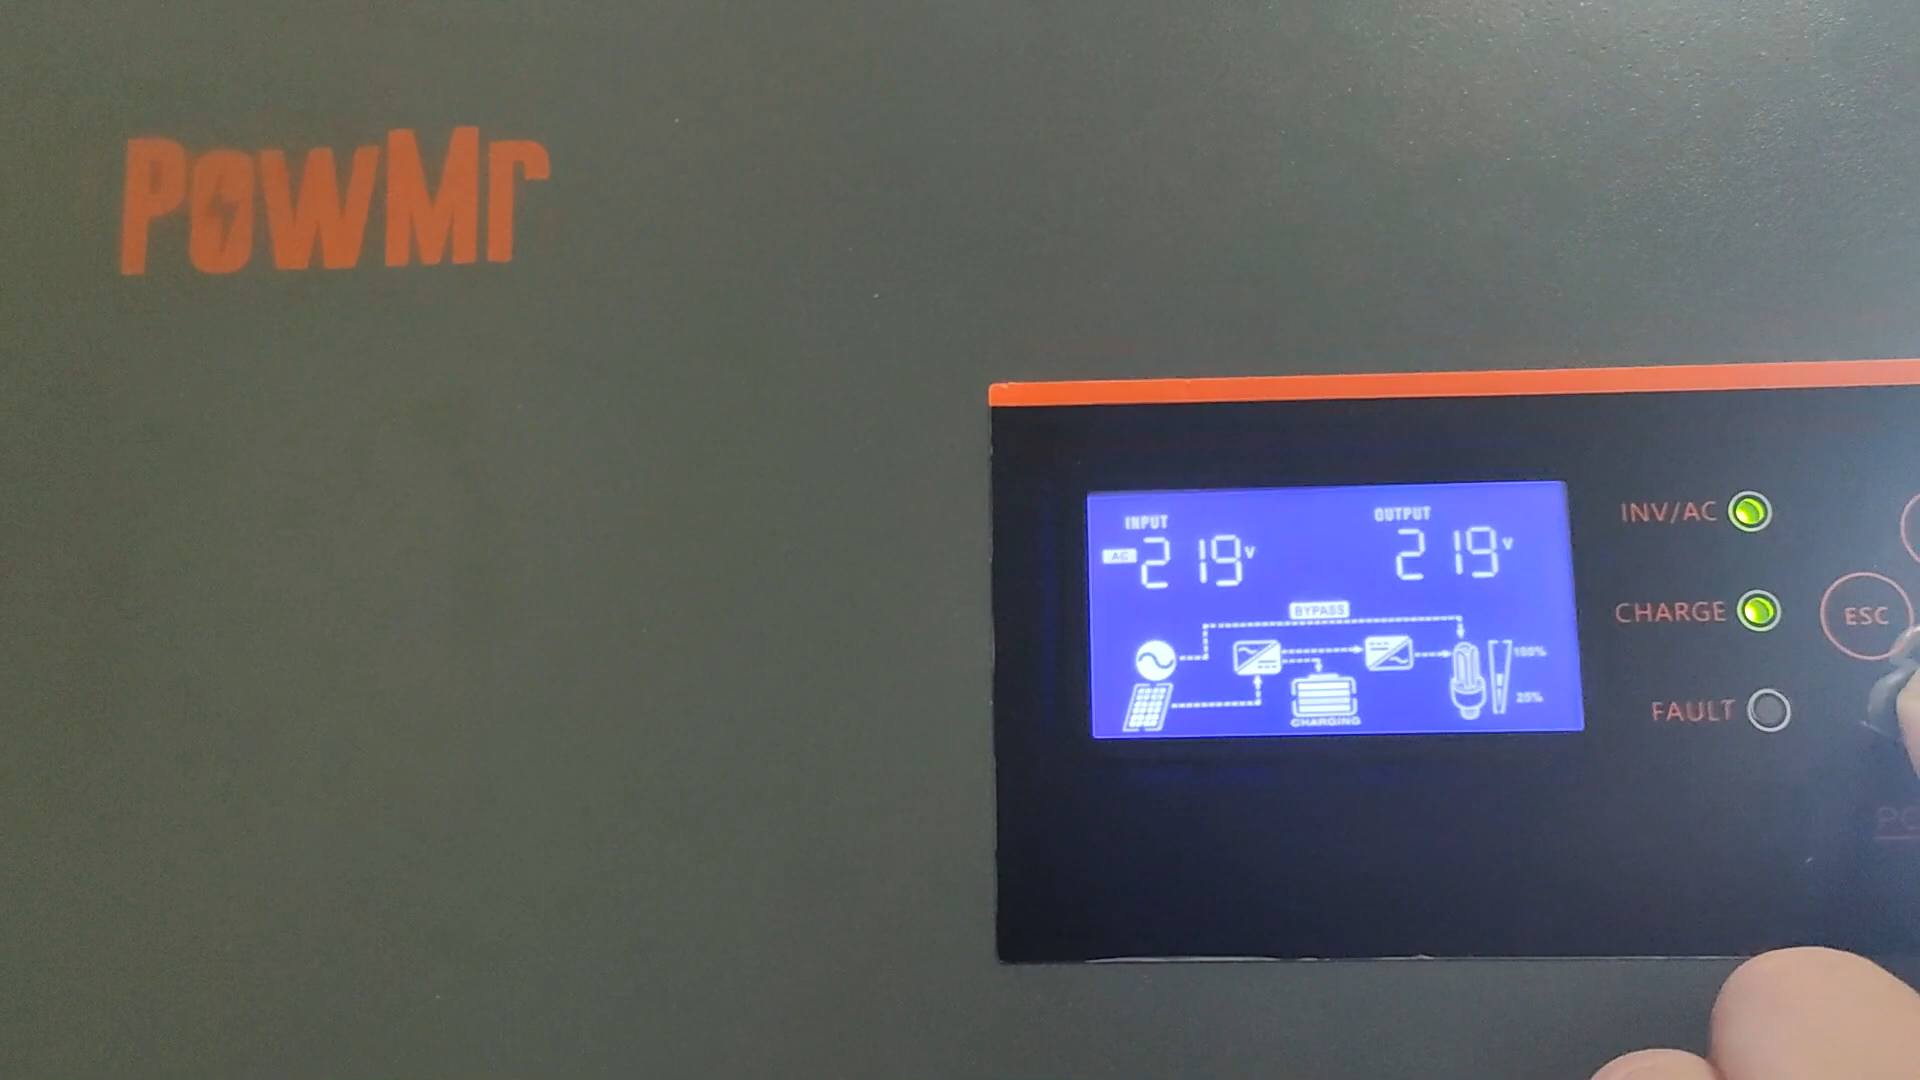 PowMr
INPUT
OUTPUT
AC 219V
219V
BYPASS
100%
25%
CHARGING
INV/AC
CHARGE
FAULT
ESC